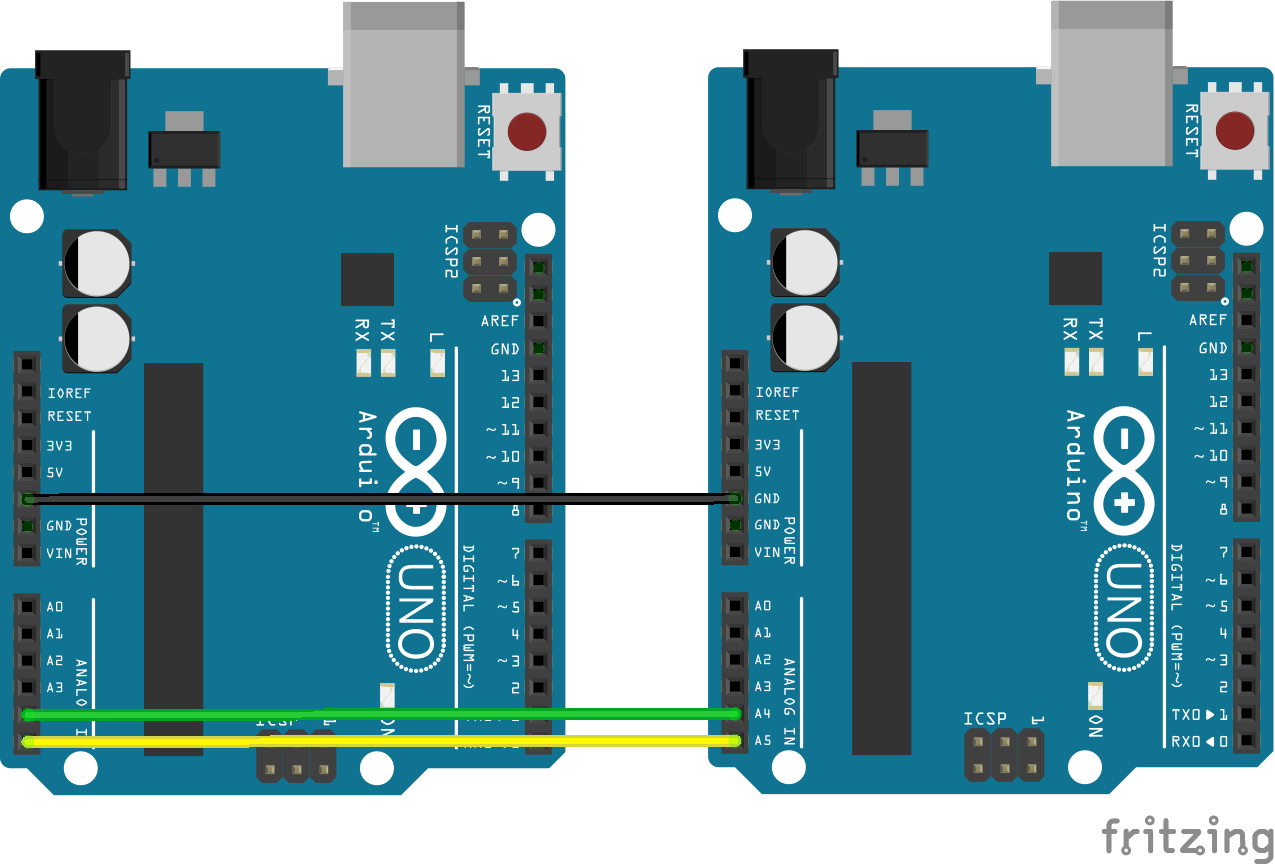 RESET
ICSP2
AREF
GND
RX
TX
L
13
IOREF
12
RESET
~11
3V3
~10
5V
~9
8
Arduino™
GND
VIN
POWER
7
~6
A0
~5
A1
4
A2
~3
A3
2
UNO
DIGITAL (PWM=~)
ANALO
I
ICSP
1
ON
RESET
ICSP2
AREF
GND
RX
TX
L
13
IOREF
12
RESET
~11
3V3
~10
5V
~9
GND
8
Arduino™
GND
VIN
POWER
7
~6
A0
~5
A1
4
A2
~3
A3
2
UNO
DIGITAL (PWM=~)
A4
ANALOG IN
TX0▶1
A5
RX0◀0
ICSP
1
ON
fritzing